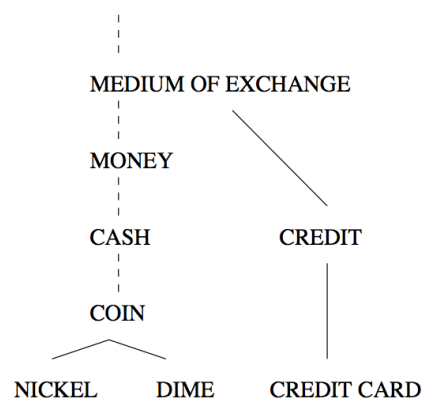 MEDIUM OF EXCHANGE
MONEY
CASH CREDIT
COIN
NICKEL DIME CREDIT CARD